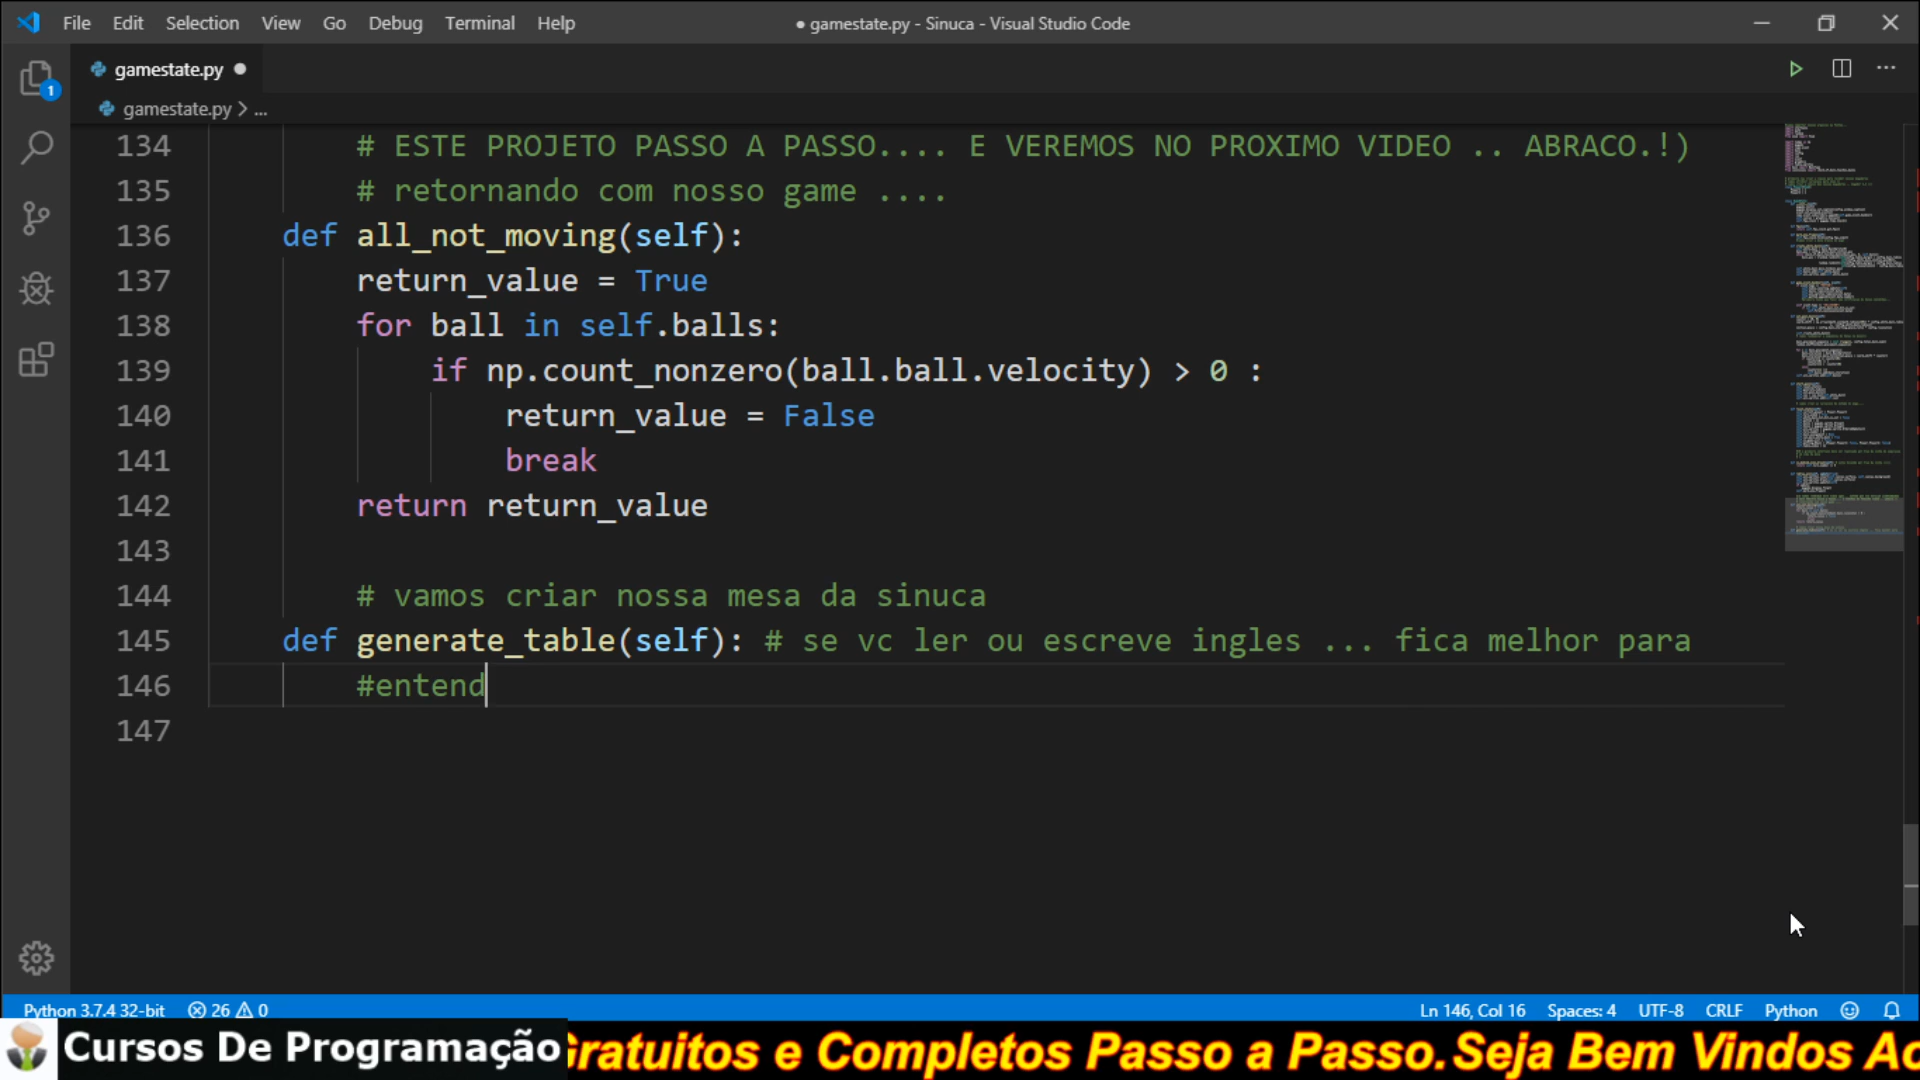 File Edit Selection View Go Debug Terminal Help ● gamestate.py - Sinuca - Visual Studio Code
gamestate.py ●
gamestate.py > ...
1
134 # ESTE PROJETO PASSO A PASSO.... E VEREMOS NO PROXIMO VIDEO .. ABRACO.!)
135 # retornando com nosso game ....
136 def all_not_moving(self):
137 return_value = True
138 for ball in self.balls:
139 if np.count_nonzero(ball.ball.velocity) > 0 :
140 return_value = False
141 break
142 return return_value
143
144 # vamos criar nossa mesa da sinuca
145 def generate_table(self): # se vc ler ou escreve ingles ... fica melhor para
146 #entend
147
Python 3.7.4 32-bit 26 0 Ln 146, Col 16 Spaces: 4 UTF-8 CRLF Python
Cursos De Programação Gratuitos e Completos Passo a Passo. Seja Bem Vindos Ao